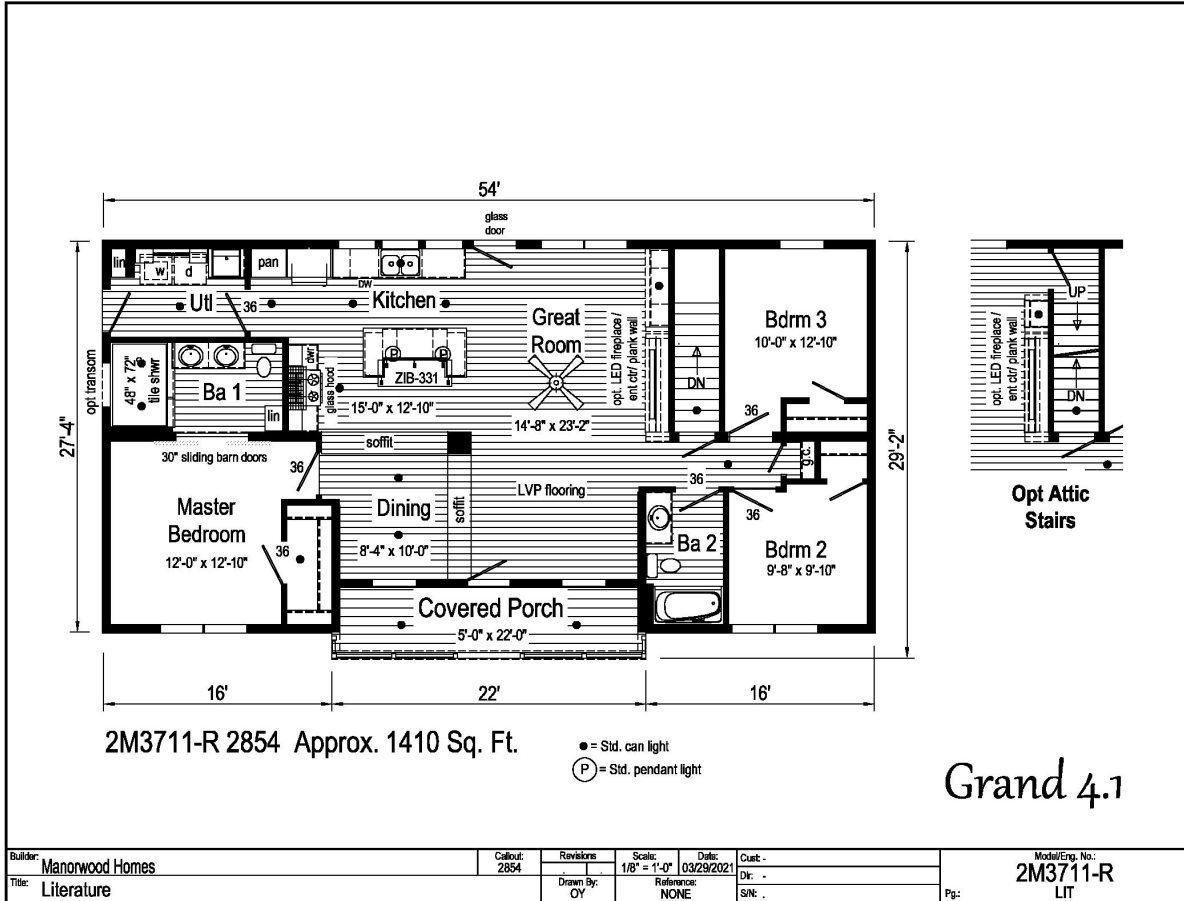 54'
glass
door
27'-4"
29'-2"
lin
w
d
pan
DW
Utl
36
Kitchen
Great
Room
opt. LED fireplace /
ent ctr/ plank wall
DN
Bdrm 3
10'-0" x 12'-10"
36
opt transom
48" x 72"
tile shwr
Ba 1
lin
dwr
glass hood
P
P
ZIB-331
15'-0" x 12'-10"
14'-8" x 23'-2"
30" sliding barn doors
36
soffit
soffit
Master
Bedroom
12'-0" x 12'-10"
36
Dining
8'-4" x 10'-0"
LVP flooring
36
g.c.
Ba 2
36
Bdrm 2
9'-8" x 9'-10"
Covered Porch
5'-0" x 22'-0"
16'
22'
16'
opt. LED fireplace /
ent ctr/ plank wall
UP
DN
Opt Attic
Stairs
2M3711-R 2854 Approx. 1410 Sq. Ft.
= Std. can light
P = Std. pendant light
Grand 4.1
Builder: Manorwood Homes
Title: Literature
Callout:
2854
Revisions
Drawn By:
OY
Scale:
1/8" = 1'-0"
Date:
03/29/2021
Reference:
NONE
Cust: -
Dir: -
S/N: .
Model/Eng. No.:
2M3711-R
Pg.: LIT